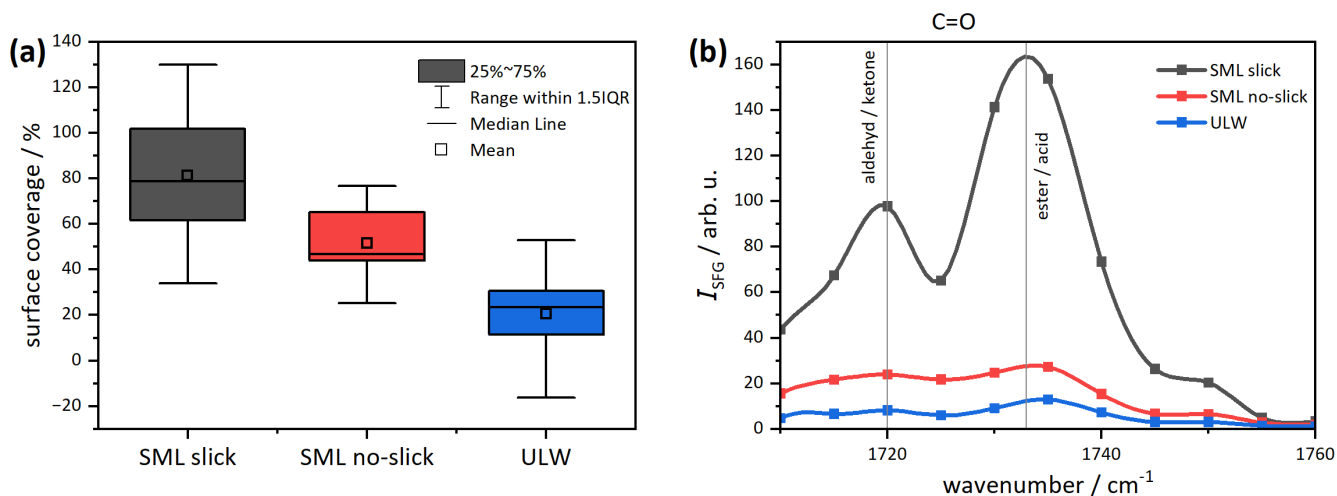 (a)
140
120
100
80
60
40
20
0
−20
surface coverage / %
25%~75%
Range within 1.5IQR
Median Line
Mean
SML slick
SML no-slick
ULW
(b)
C=O
160
140
120
100
80
60
40
20
0
I_SFG / arb. u.
aldehyd / ketone
ester / acid
SML slick
SML no-slick
ULW
1720
1740
1760
wavenumber / cm⁻¹